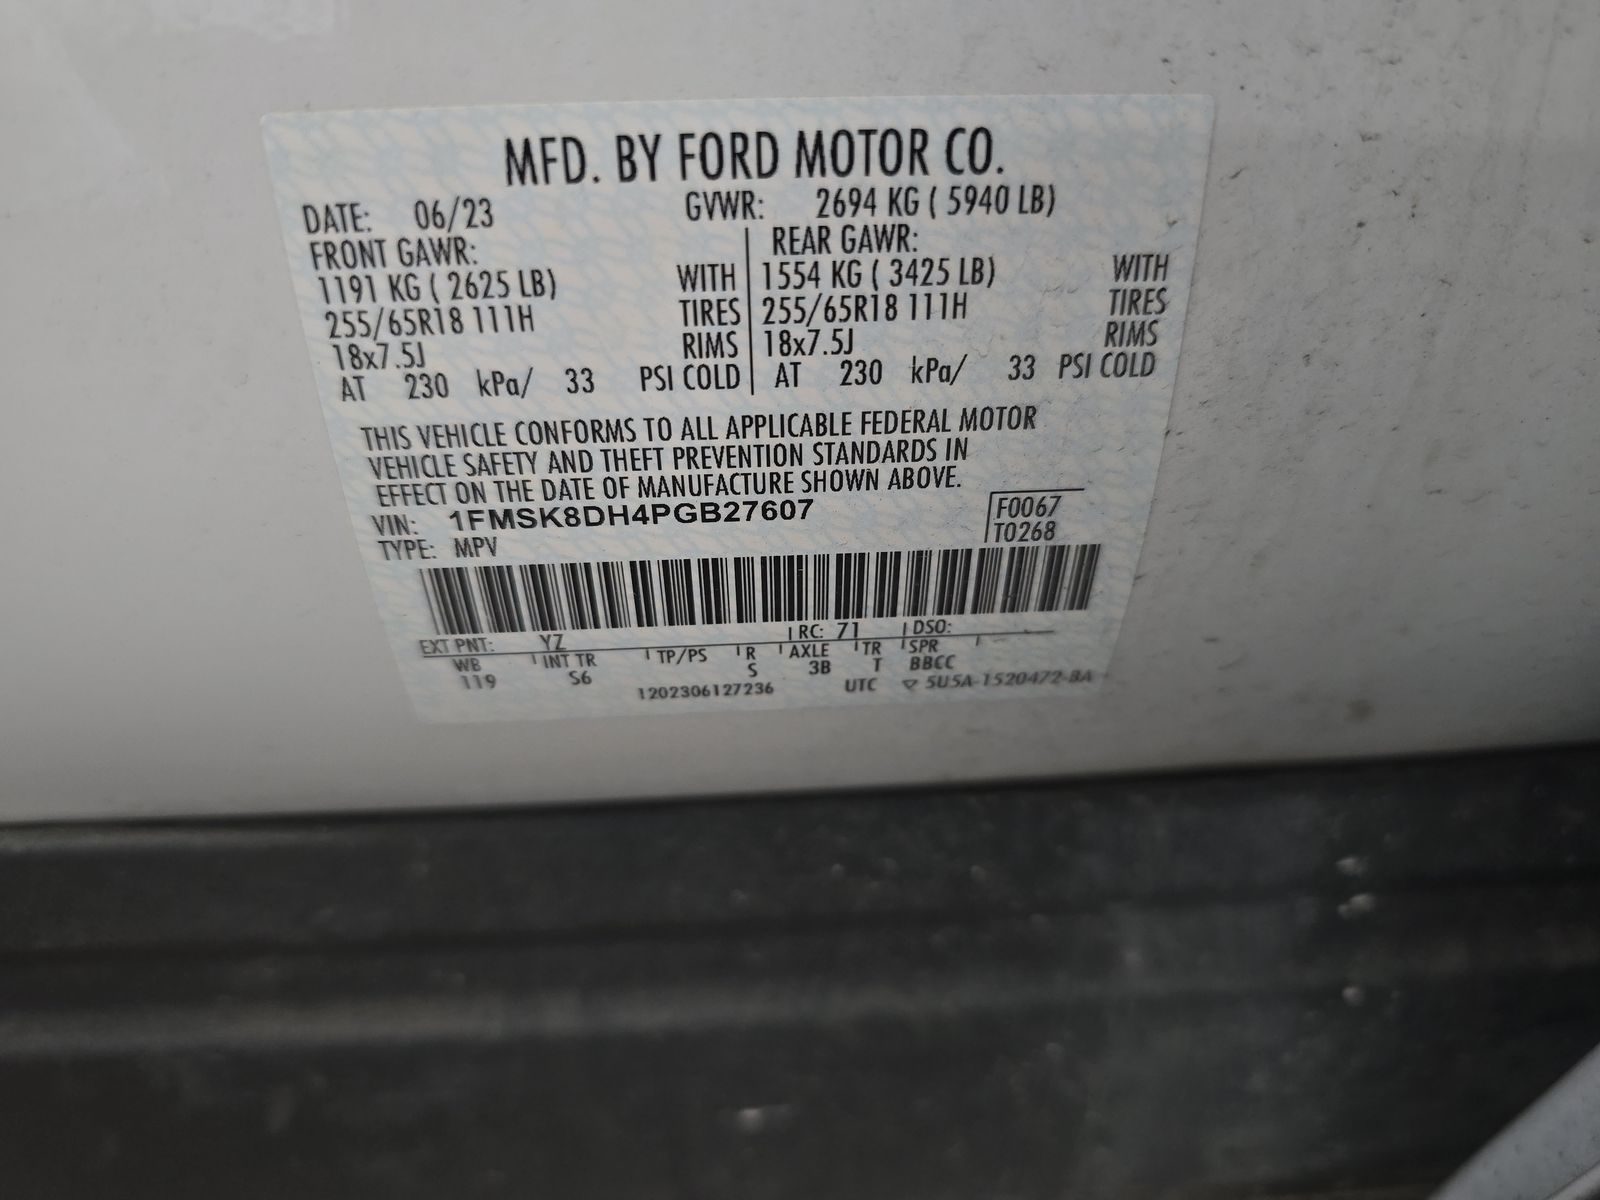 MFD. BY FORD MOTOR CO.
DATE: 06/23 GVWR: 2694 KG ( 5940 LB)
FRONT GAWR: REAR GAWR:
1191 KG ( 2625 LB) WITH 1554 KG ( 3425 LB) WITH
255/65R18 111H TIRES 255/65R18 111H TIRES
18x7.5J RIMS 18x7.5J RIMS
AT 230 kPa/ 33 PSI COLD AT 230 kPa/ 33 PSI COLD
THIS VEHICLE CONFORMS TO ALL APPLICABLE FEDERAL MOTOR
VEHICLE SAFETY AND THEFT PREVENTION STANDARDS IN
EFFECT ON THE DATE OF MANUFACTURE SHOWN ABOVE.
VIN: 1FMSK8DH4PGB27607 F0067
TYPE: MPV T0268
EXT PNT: YZ RC: 71 DSO:
WB INT TR TP/PS R AXLE TR SPR
119 S6 S 3B T BBCC
1202306127236 UTC 5U5A-1520472-BA